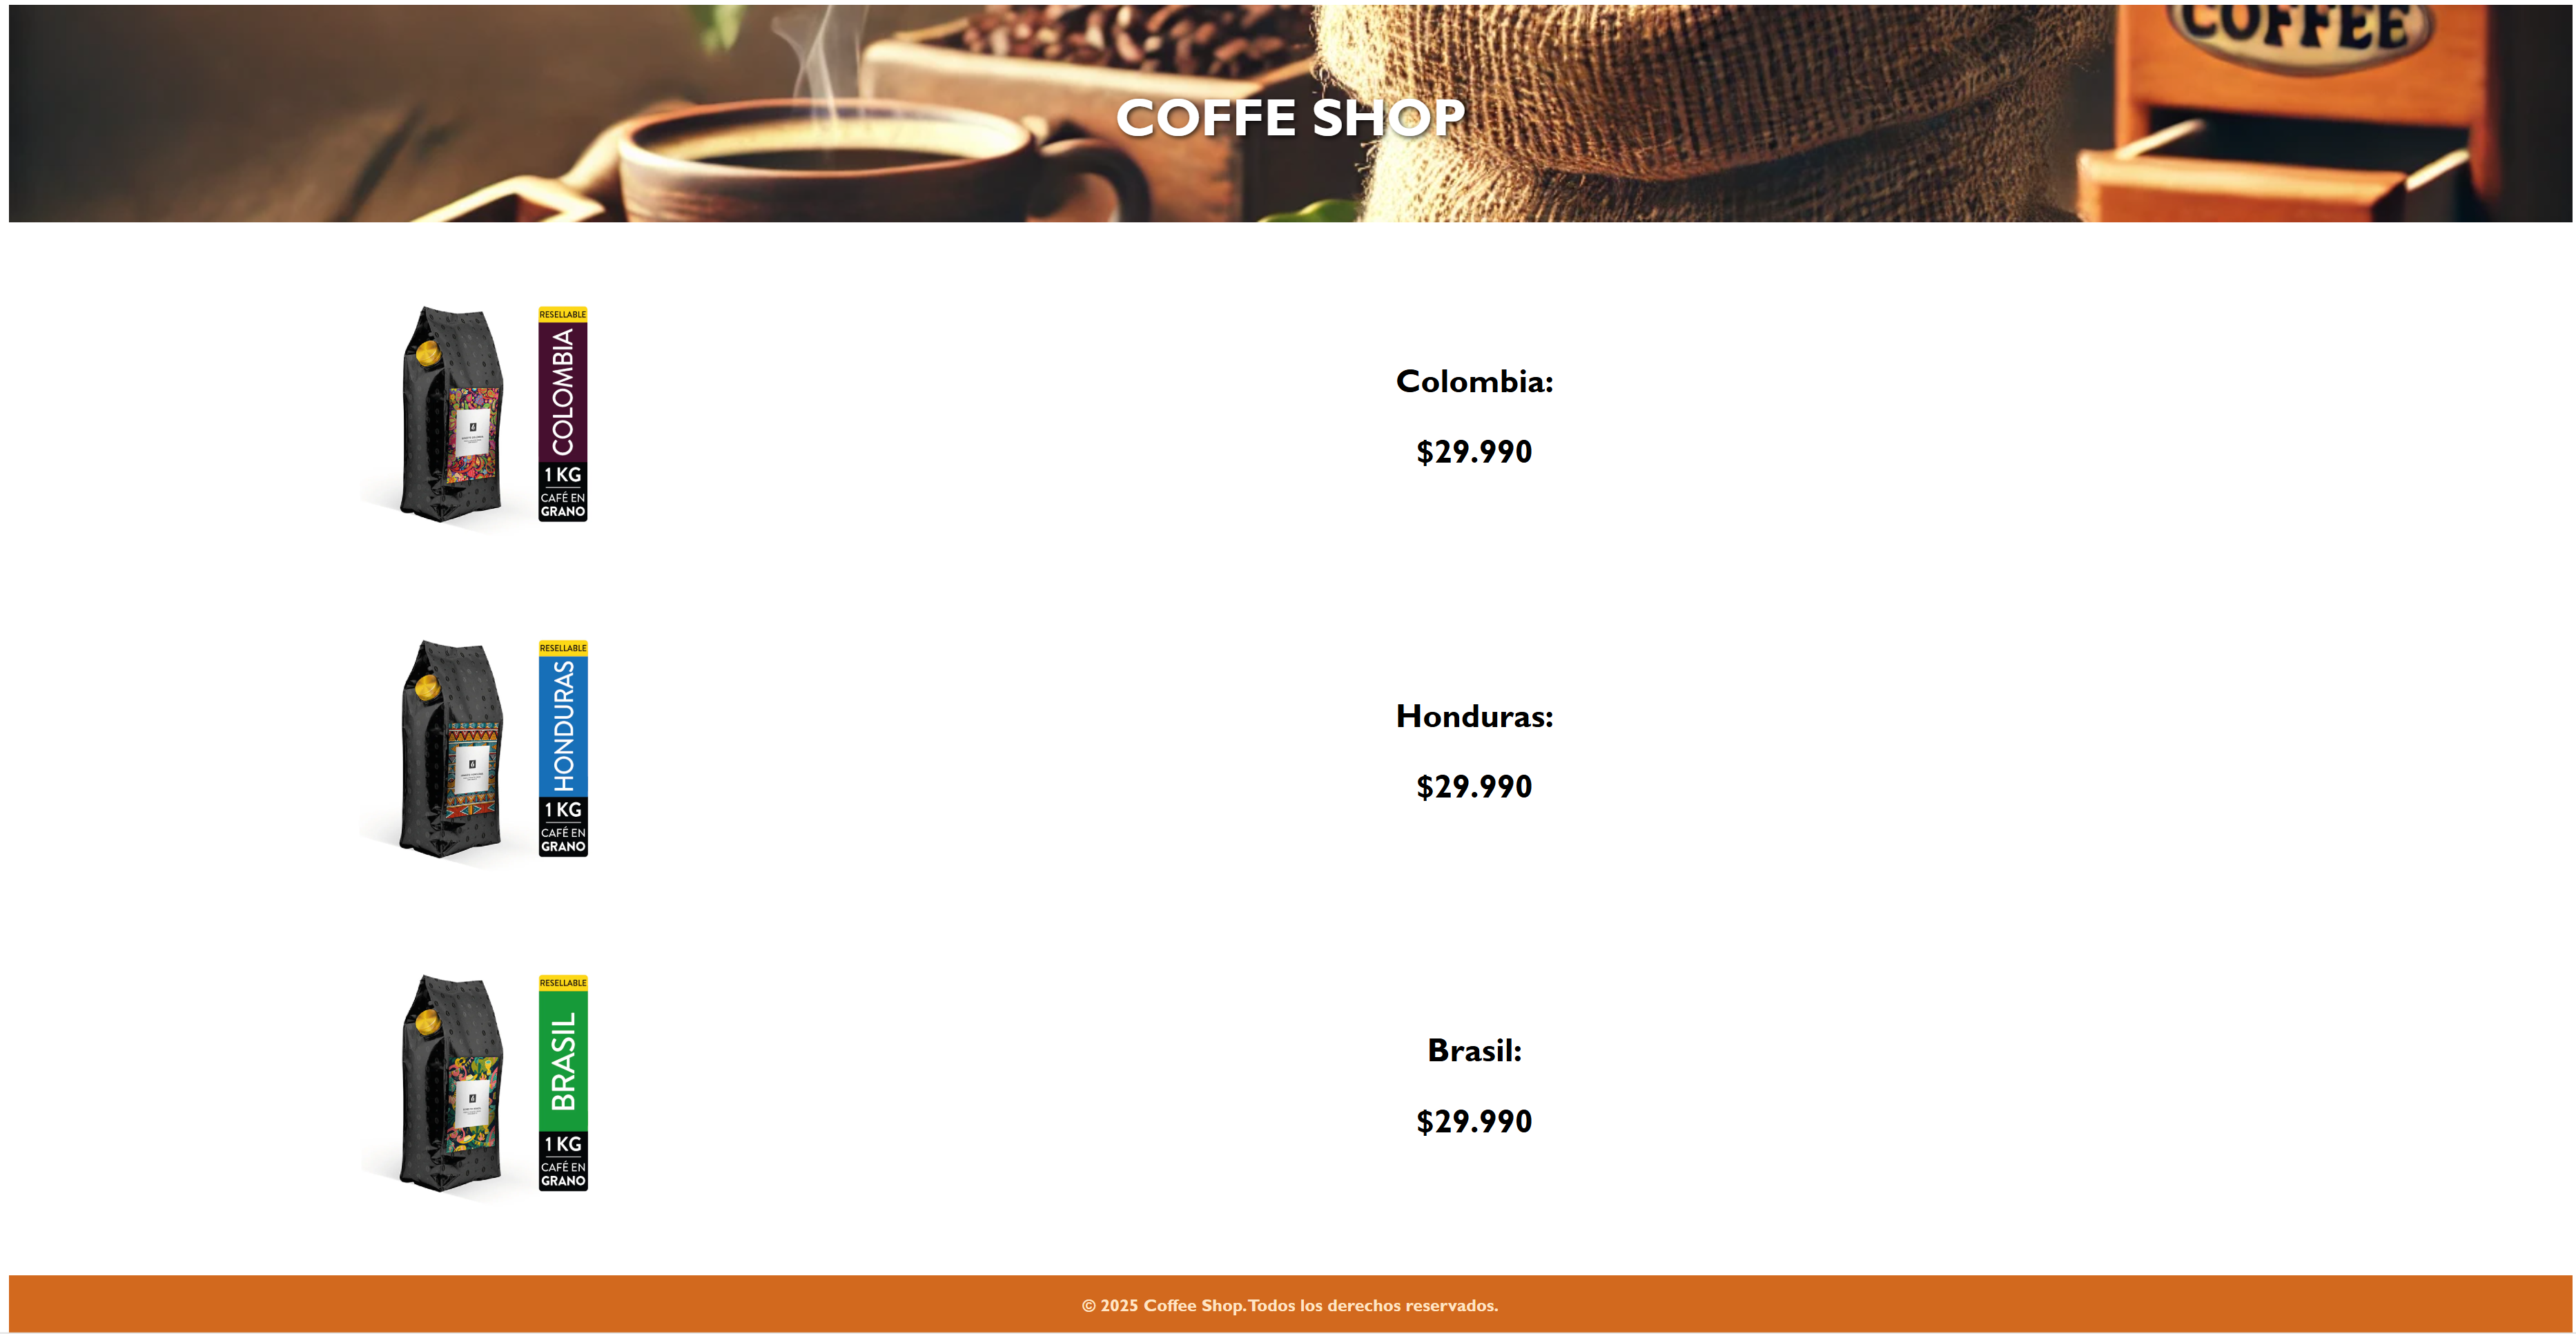 COFFEE
COFFE SHOP
RESELLABLE
COLOMBIA
1 KG
CAFÉ EN
GRANO
Colombia:
$29.990
RESELLABLE
HONDURAS
1 KG
CAFÉ EN
GRANO
Honduras:
$29.990
RESELLABLE
BRASIL
1 KG
CAFÉ EN
GRANO
Brasil:
$29.990
© 2025 Coffee Shop. Todos los derechos reservados.